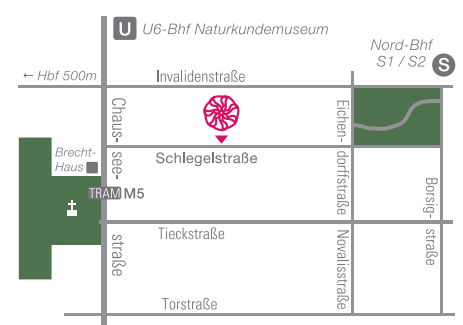 U U6-Bhf Naturkundemuseum
Nord-Bhf
S1 / S2 S
← Hbf 500m
Invalidenstraße
Chaus-
see-
straße
Eichen-
dorffstraße
Brecht-
Haus
Schlegelstraße
TRAM M5
Borsig-
straße
Tieckstraße
Novalisstraße
Torstraße